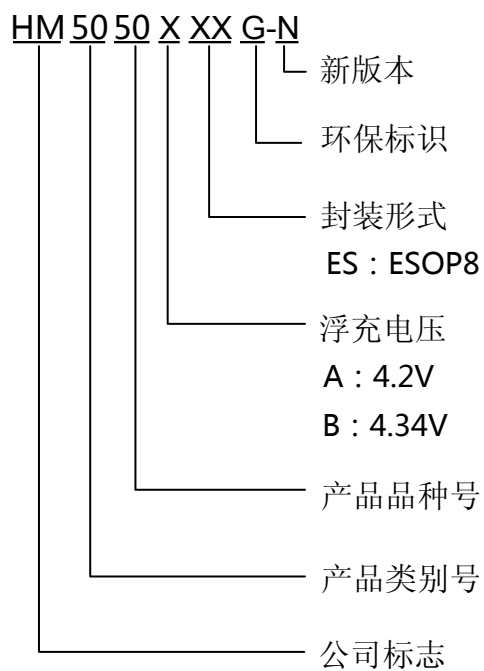 HM 50 50 X XX G-N
新版本
环保标识
封装形式
ES：ESOP8
浮充电压
A：4.2V
B：4.34V
产品品种号
产品类别号
公司标志